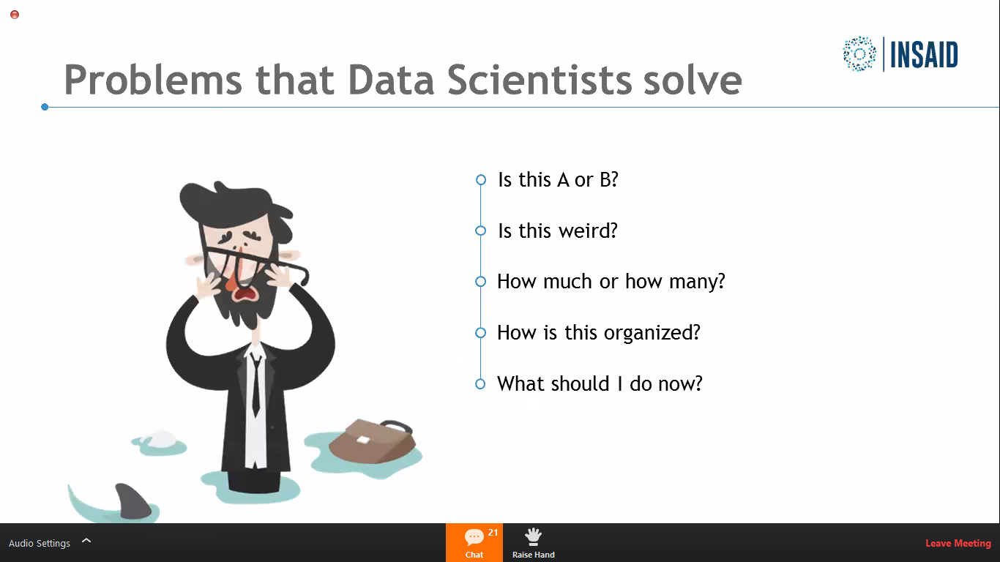 INSAID
Problems that Data Scientists solve
Is this A or B?
Is this weird?
How much or how many?
How is this organized?
What should I do now?
Audio Settings
21
Chat
Raise Hand
Leave Meeting